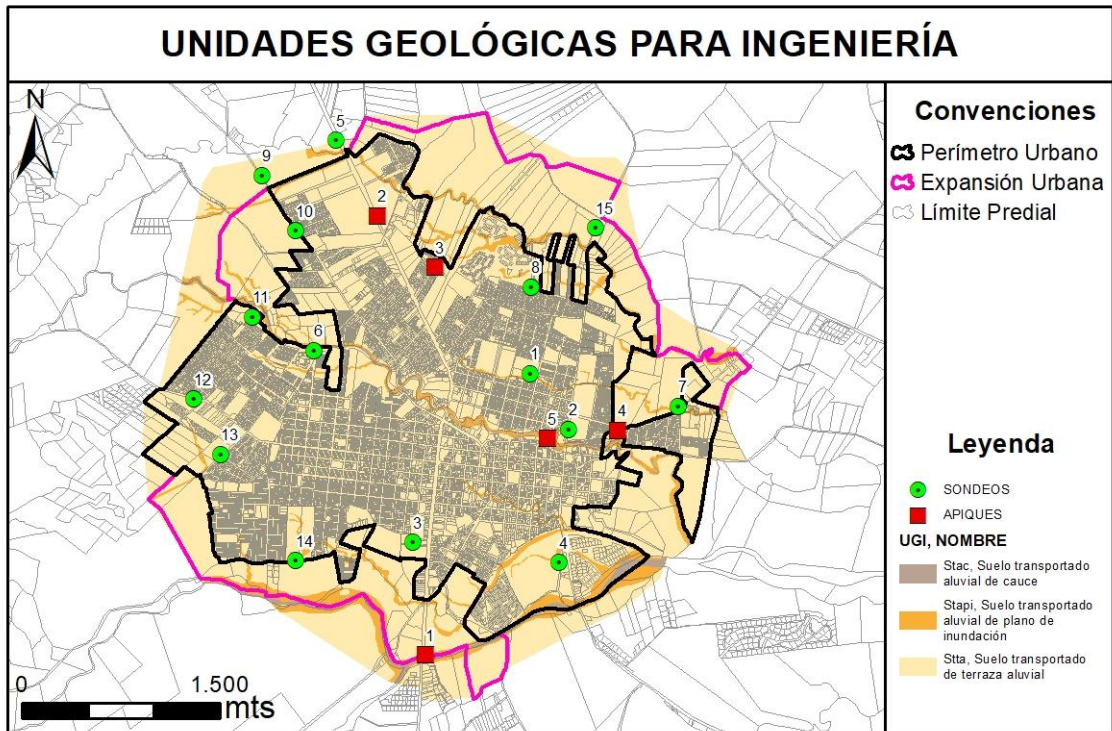 UNIDADES GEOLÓGICAS PARA INGENIERÍA
N
5
9
2
10
15
3
8
11
6
1
12
7
5
2
4
13
3
14
4
1
0
1.500
mts
Convenciones
Perímetro Urbano
Expansión Urbana
Límite Predial
Leyenda
SONDEOS
APIQUES
UGI, NOMBRE
Stac, Suelo transportado
aluvial de cauce
Stapi, Suelo transportado
aluvial de plano de
inundación
Stta, Suelo transportado
de terraza aluvial